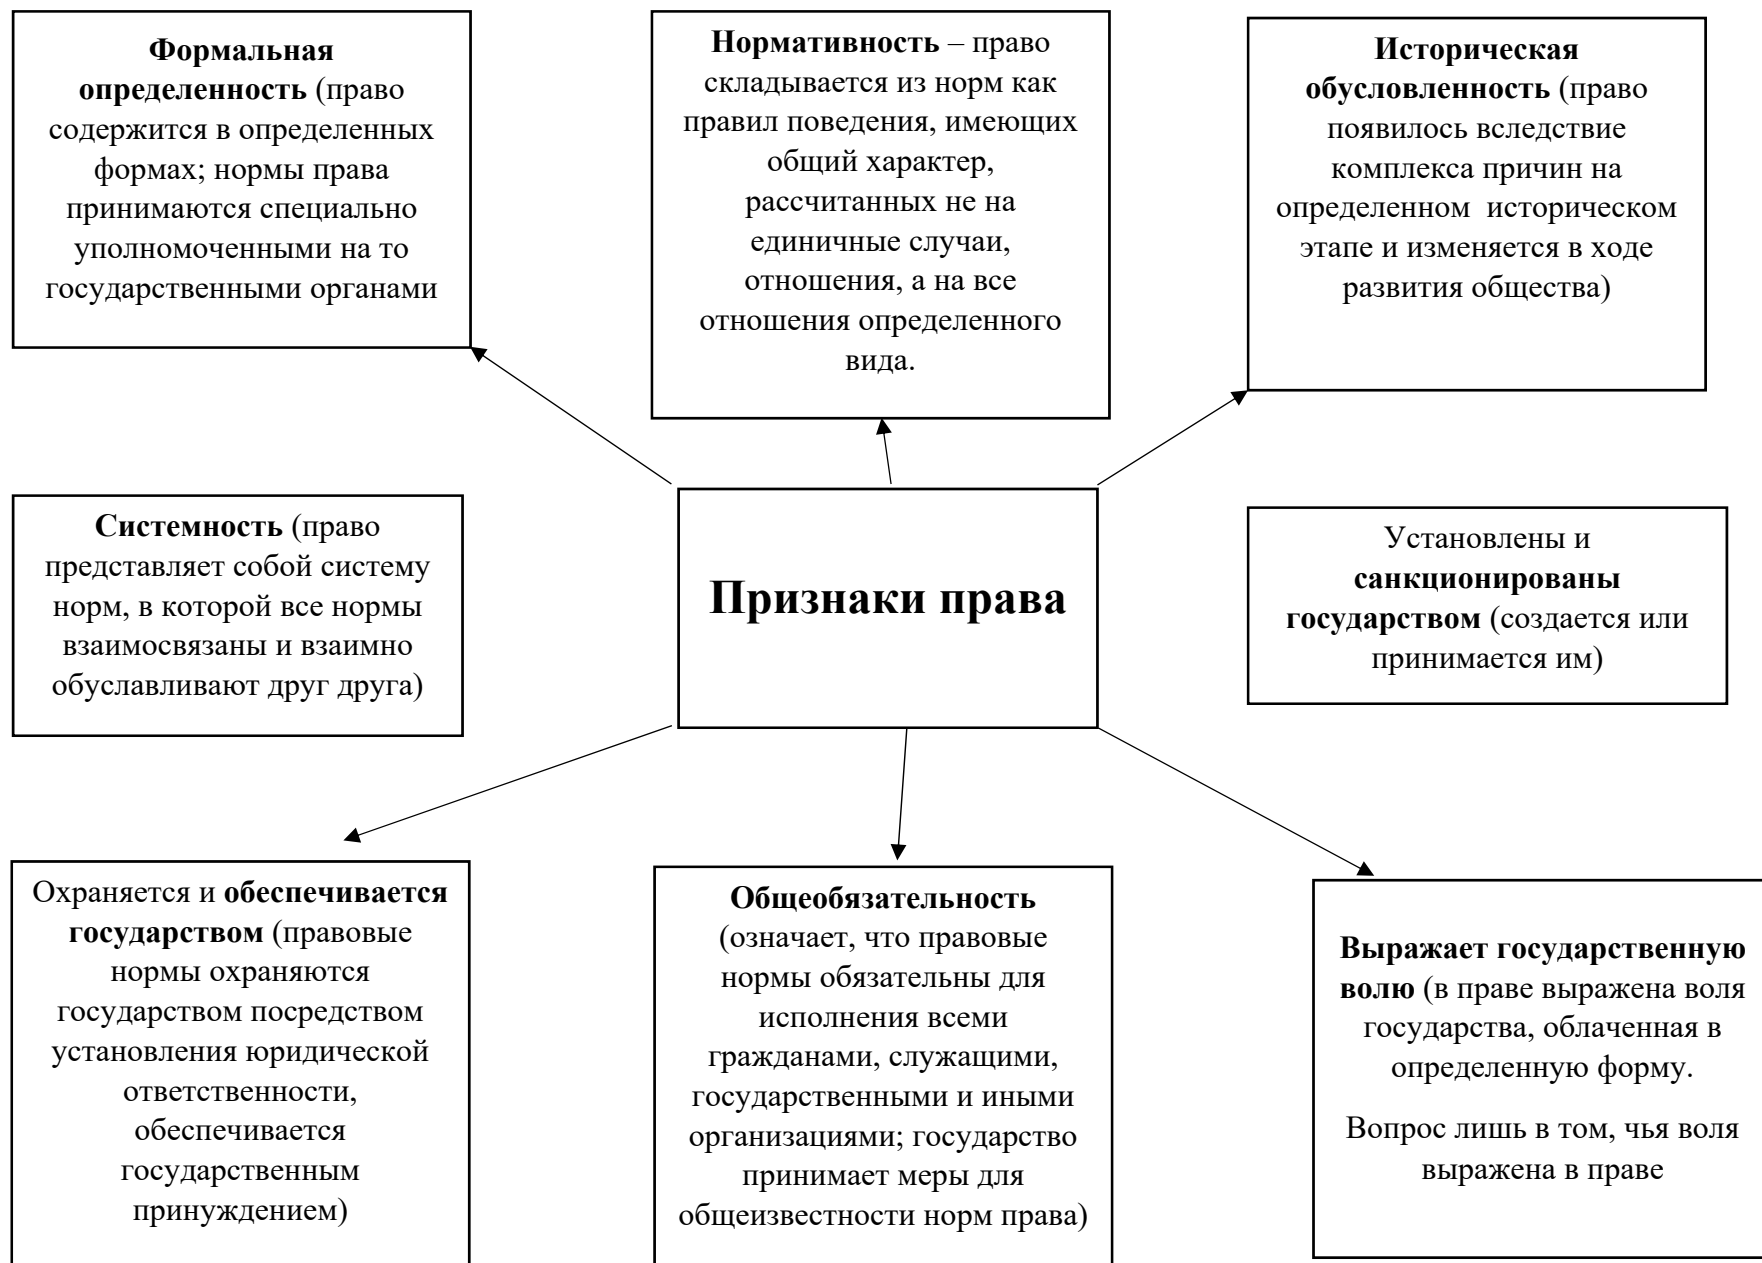 Формальная
определенность (право
содержится в определенных
формах; нормы права
принимаются специально
уполномоченными на то
государственными органами
Нормативность – право
складывается из норм как
правил поведения, имеющих
общий характер,
рассчитанных не на
единичные случаи,
отношения, а на все
отношения определенного
вида.
Историческая
обусловленность (право
появилось вследствие
комплекса причин на
определенном историческом
этапе и изменяется в ходе
развития общества)
Системность (право
представляет собой систему
норм, в которой все нормы
взаимосвязаны и взаимно
обуславливают друг друга)
Признаки права
Установлены и
санкционированы
государством (создается или
принимается им)
Охраняется и обеспечивается
государством (правовые
нормы охраняются
государством посредством
установления юридической
ответственности,
обеспечивается
государственным
принуждением)
Общеобязательность
(означает, что правовые
нормы обязательны для
исполнения всеми
гражданами, служащими,
государственными и иными
организациями; государство
принимает меры для
общеизвестности норм права)
Выражает государственную
волю (в праве выражена воля
государства, облаченная в
определенную форму.
Вопрос лишь в том, чья воля
выражена в праве